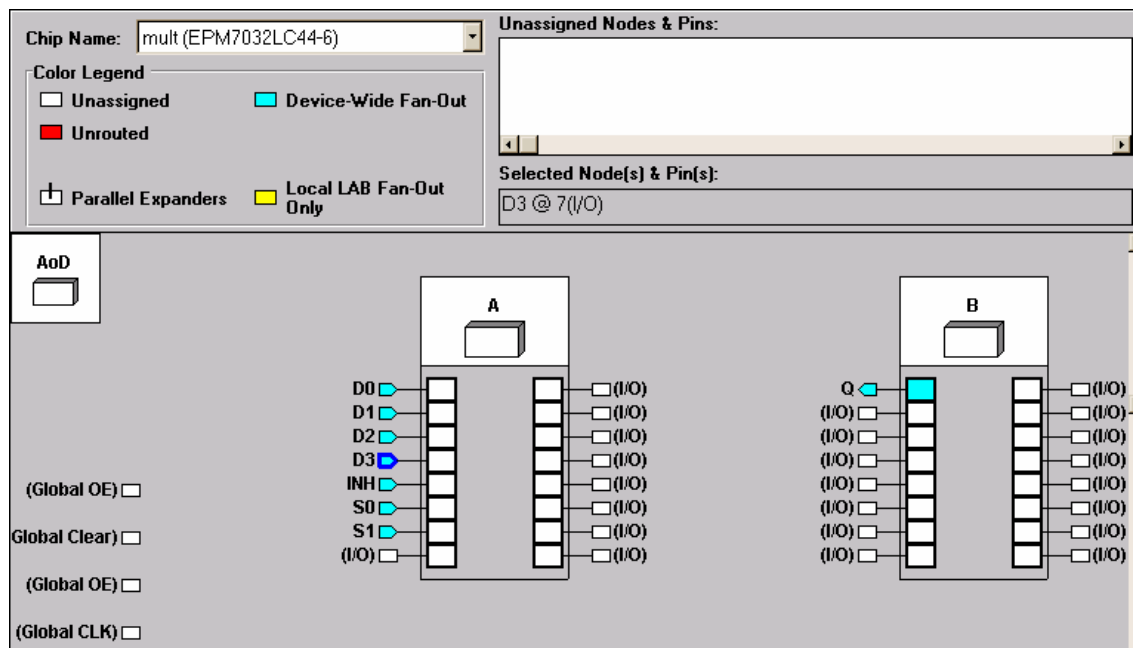 Chip Name: mult (EPM7032LC44-6)
Unassigned Nodes & Pins:
Color Legend
Unassigned
Device-Wide Fan-Out
Unrouted
Parallel Expanders
Local LAB Fan-Out
Only
Selected Node(s) & Pin(s):
D3 @ 7(I/O)
AoD
A
B
D0 (I/O) Q (I/O)
D1 (I/O) (I/O) (I/O)
D2 (I/O) (I/O) (I/O)
D3 (I/O) (I/O) (I/O)
INH (I/O) (I/O) (I/O)
S0 (I/O) (I/O) (I/O)
S1 (I/O) (I/O) (I/O)
(I/O) (I/O) (I/O) (I/O)
(Global OE)
Global Clear)
(Global OE)
(Global CLK)